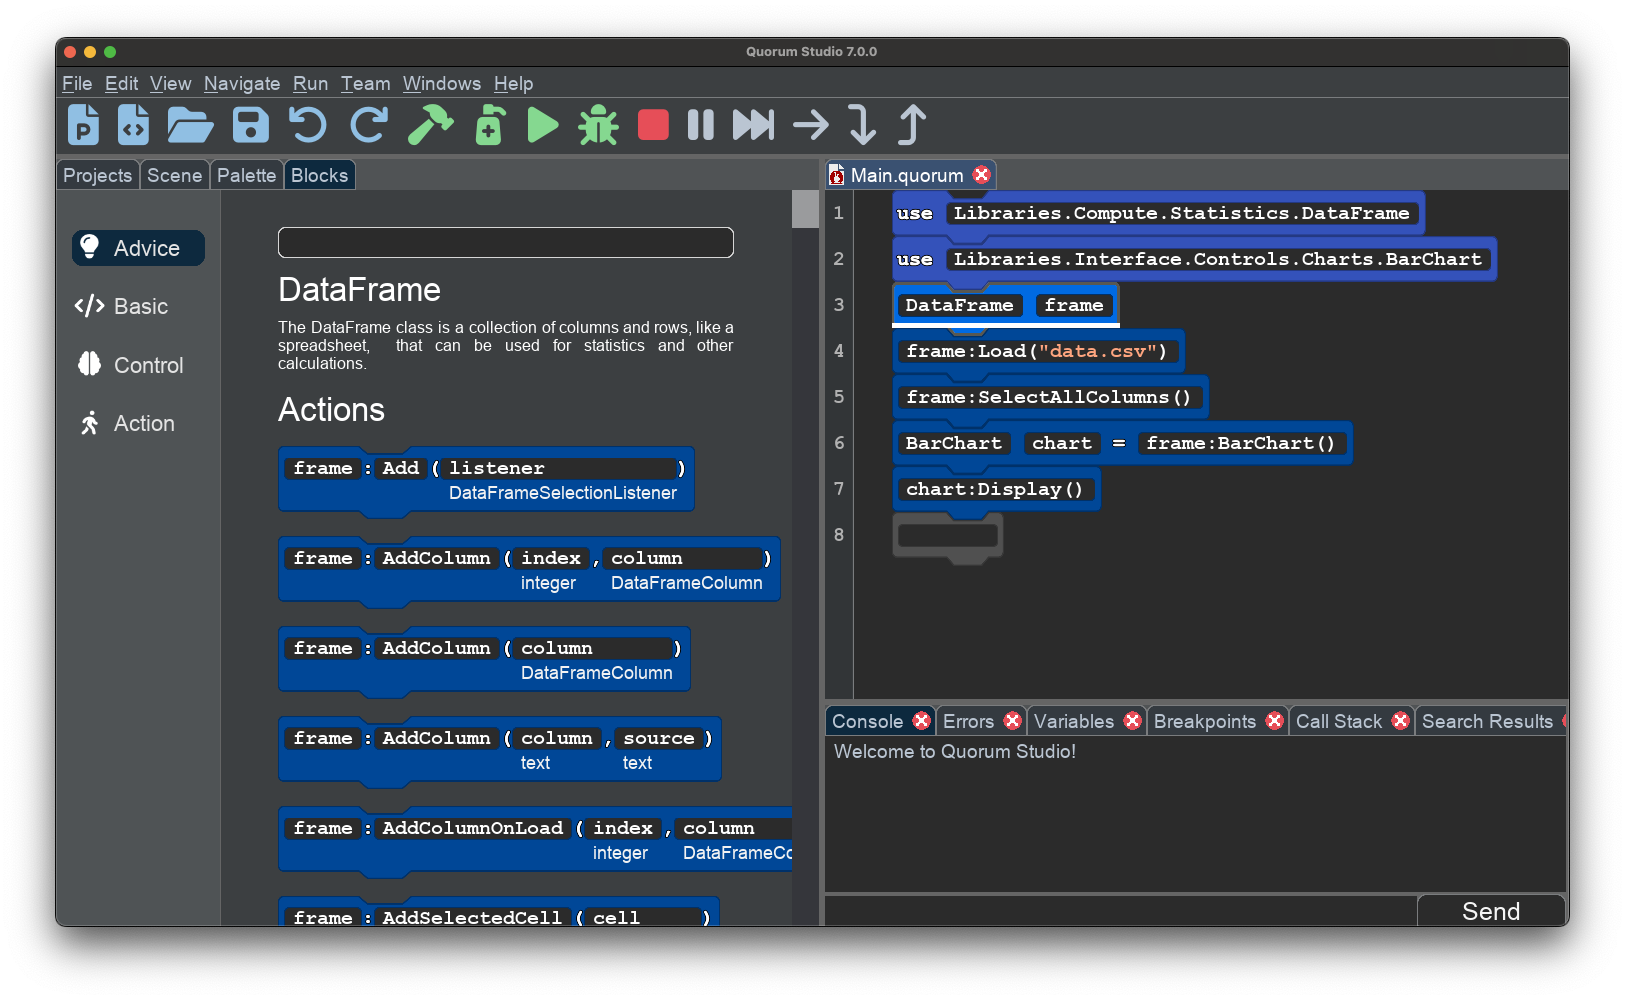 Quorum Studio 7.0.0
File Edit View Navigate Run Team Windows Help
Projects Scene Palette Blocks
Advice
Basic
Control
Action
DataFrame
The DataFrame class is a collection of columns and rows, like a
spreadsheet, that can be used for statistics and other
calculations.
Actions
frame : Add ( listener )
DataFrameSelectionListener
frame : AddColumn ( index , column )
integer DataFrameColumn
frame : AddColumn ( column )
DataFrameColumn
frame : AddColumn ( column , source )
text text
frame : AddColumnOnLoad ( index , column
integer DataFrameCo
frame : AddSelectedCell ( cell )
Main.quorum
1 use Libraries.Compute.Statistics.DataFrame
2 use Libraries.Interface.Controls.Charts.BarChart
3 DataFrame frame
4 frame:Load("data.csv")
5 frame:SelectAllColumns()
6 BarChart chart = frame:BarChart()
7 chart:Display()
8
Console Errors Variables Breakpoints Call Stack Search Results
Welcome to Quorum Studio!
Send